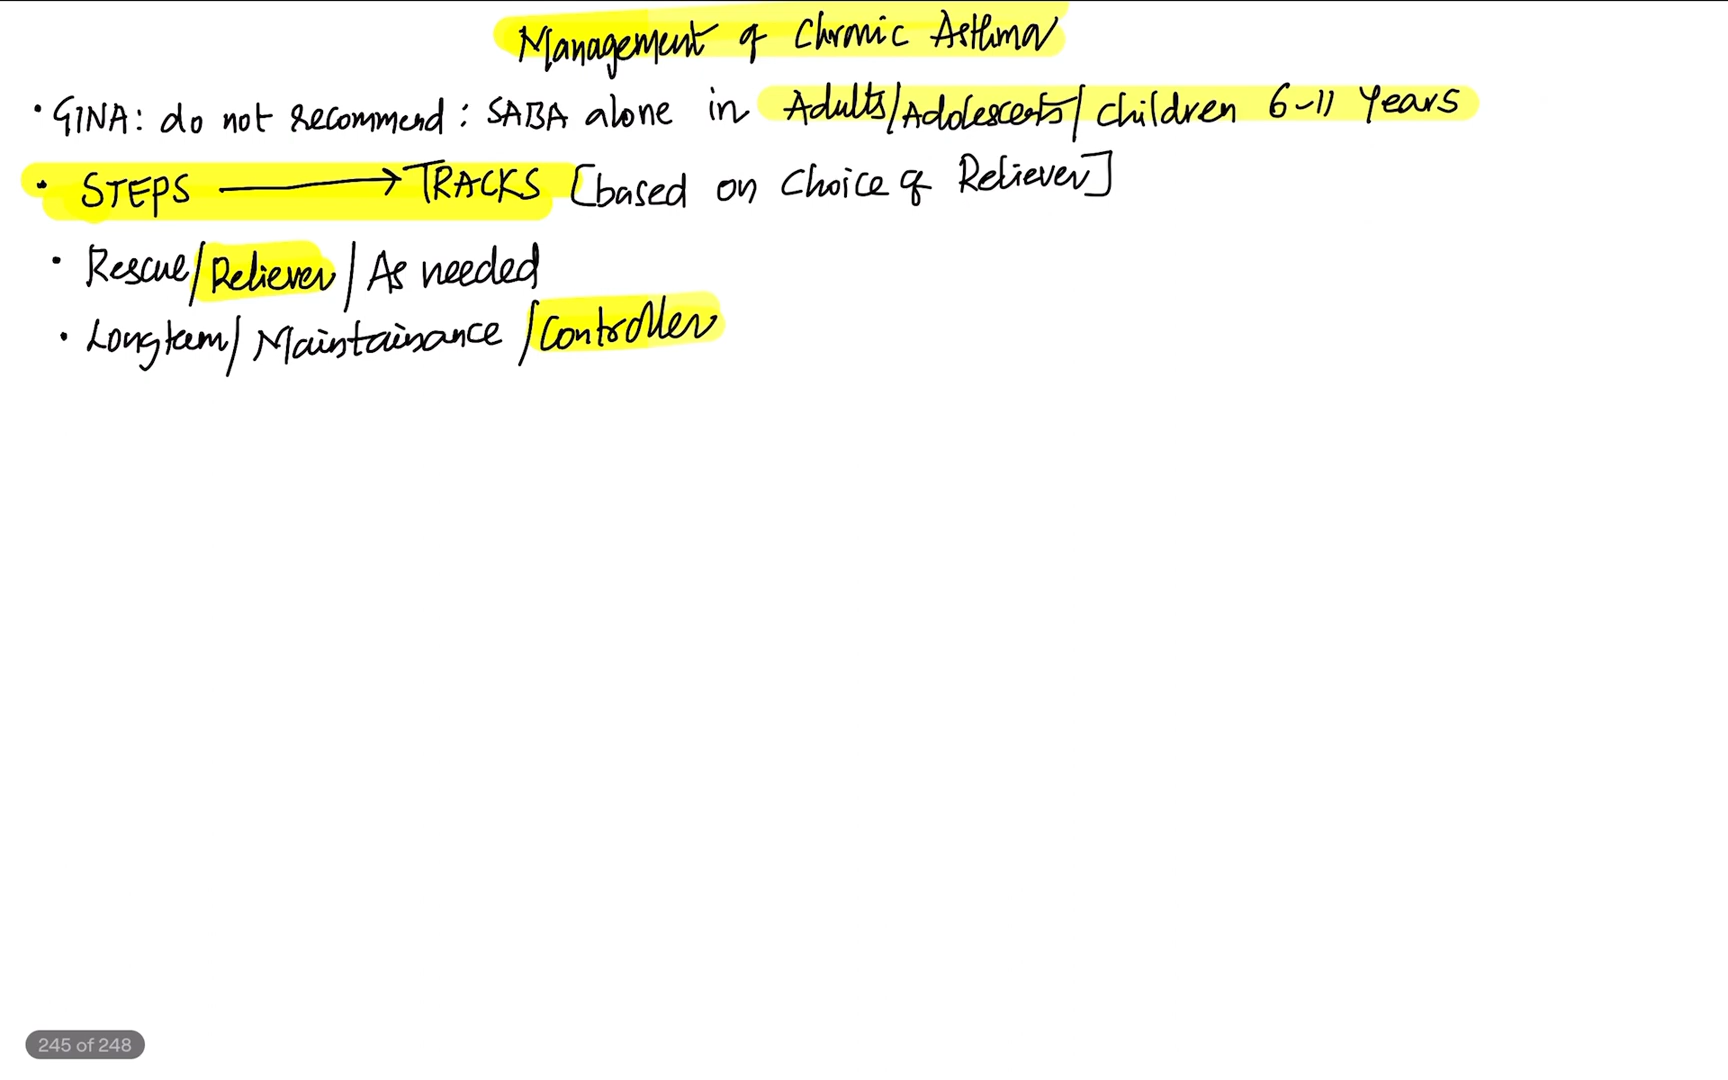 Management of Chronic Asthma
• GINA: do not recommend: SABA alone in Adults/Adolescents/children 6-11 Years
• STEPS ⟶ TRACKS [based on Choice of Reliever]
• Rescue/Reliever/As needed
• Longterm/Maintainance/Controller
245 of 248